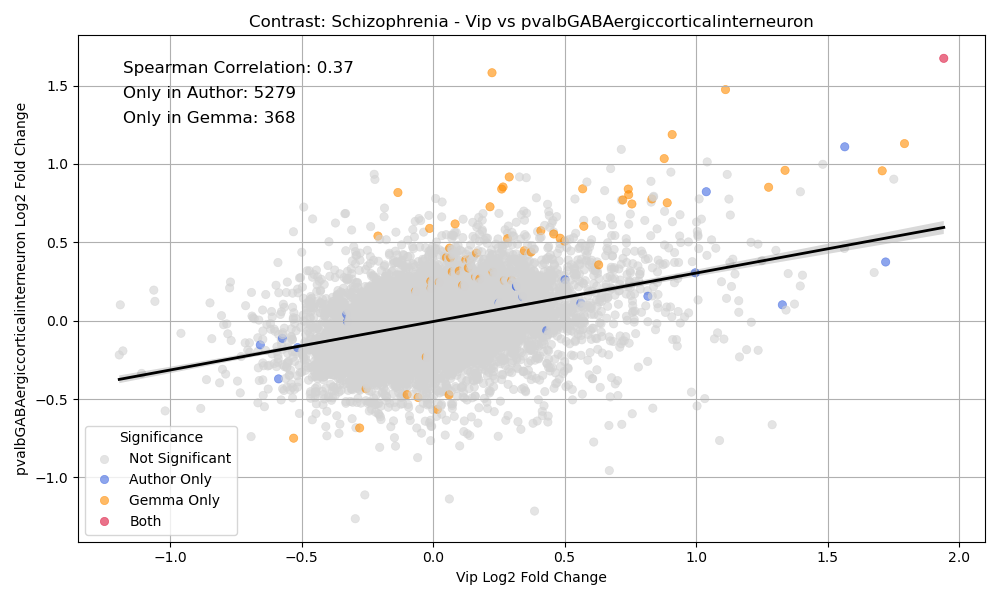 Contrast: Schizophrenia - Vip vs pvalbGABAergiccorticalinterneuron
Spearman Correlation: 0.37
Only in Author: 5279
Only in Gemma: 368
pvalbGABAergiccorticalinterneuron Log2 Fold Change
1.5
1.0
0.5
0.0
−0.5
−1.0
Significance
Not Significant
Author Only
Gemma Only
Both
−1.0 −0.5 0.0 0.5 1.0 1.5 2.0
Vip Log2 Fold Change